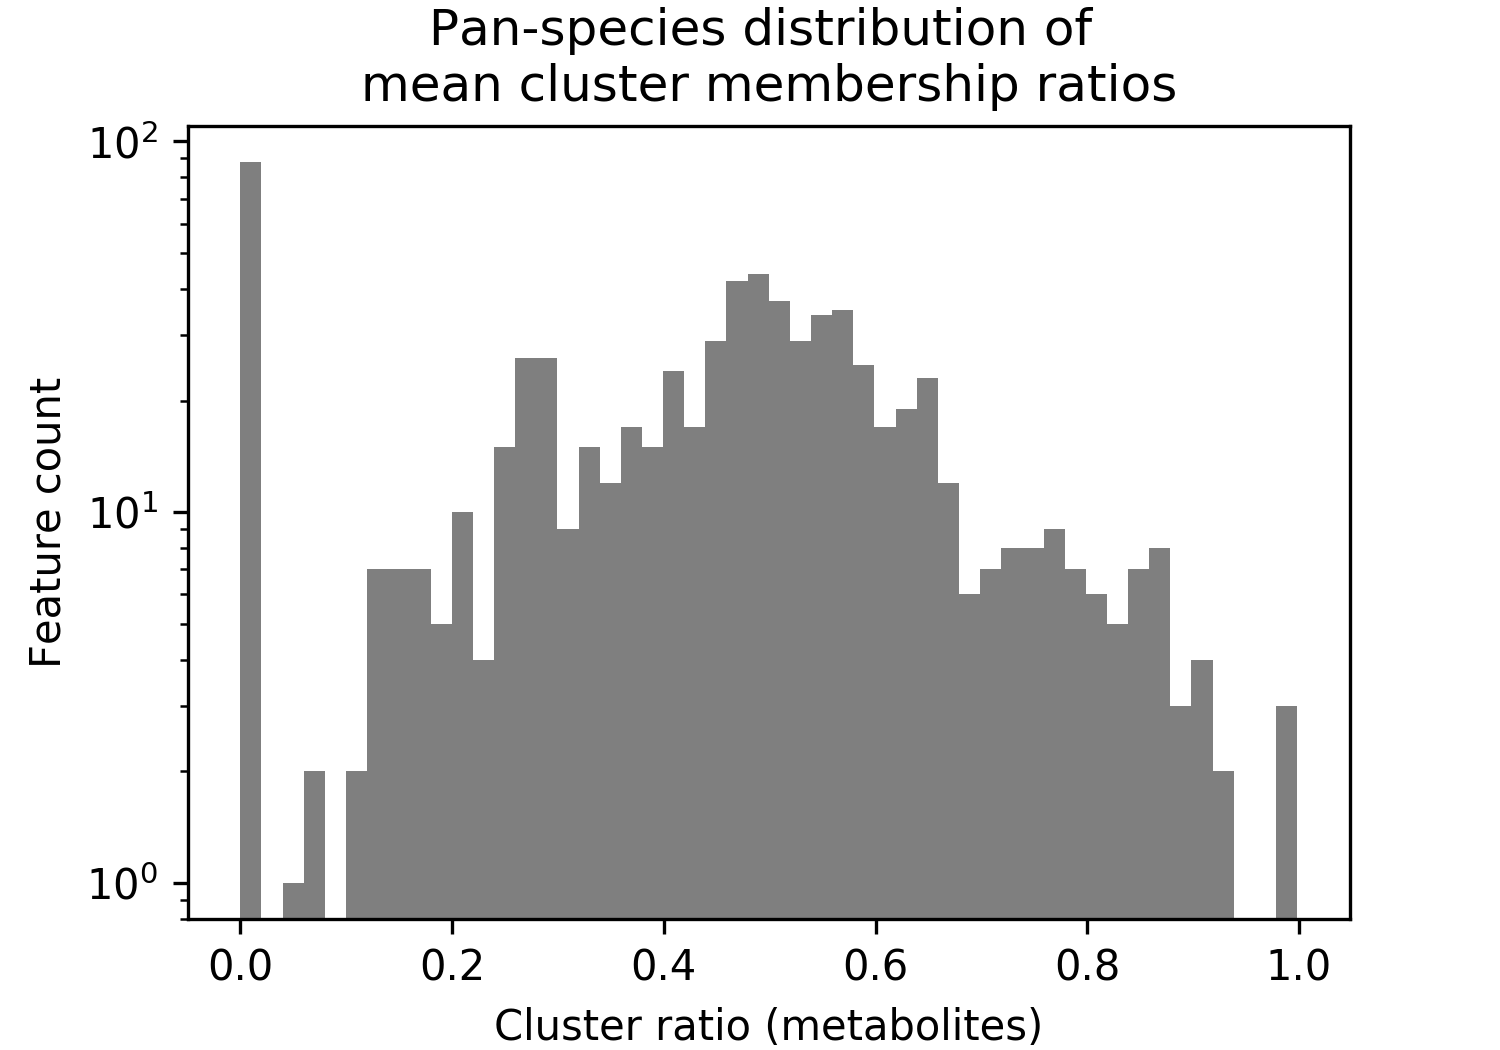 Pan-species distribution of
mean cluster membership ratios
10²
10¹
10⁰
Feature count
0.0 0.2 0.4 0.6 0.8 1.0
Cluster ratio (metabolites)